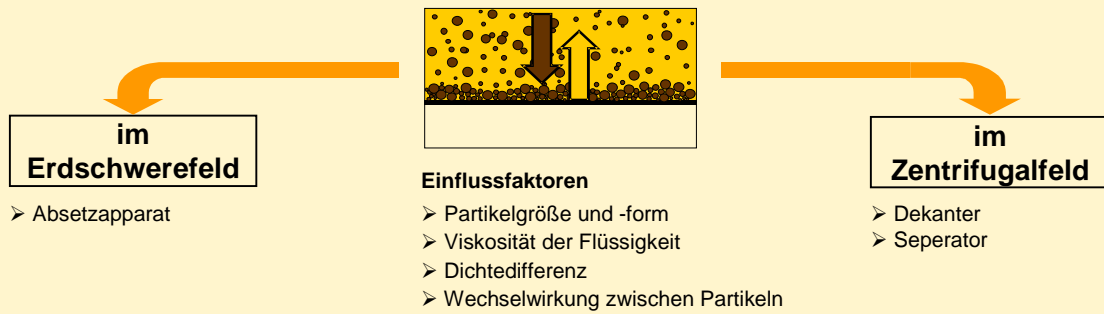 im
Erdschwerefeld
➢ Absetzapparat
Einflussfaktoren
➢ Partikelgröße und -form
➢ Viskosität der Flüssigkeit
➢ Dichtedifferenz
➢ Wechselwirkung zwischen Partikeln
im
Zentrifugalfeld
➢ Dekanter
➢ Seperator